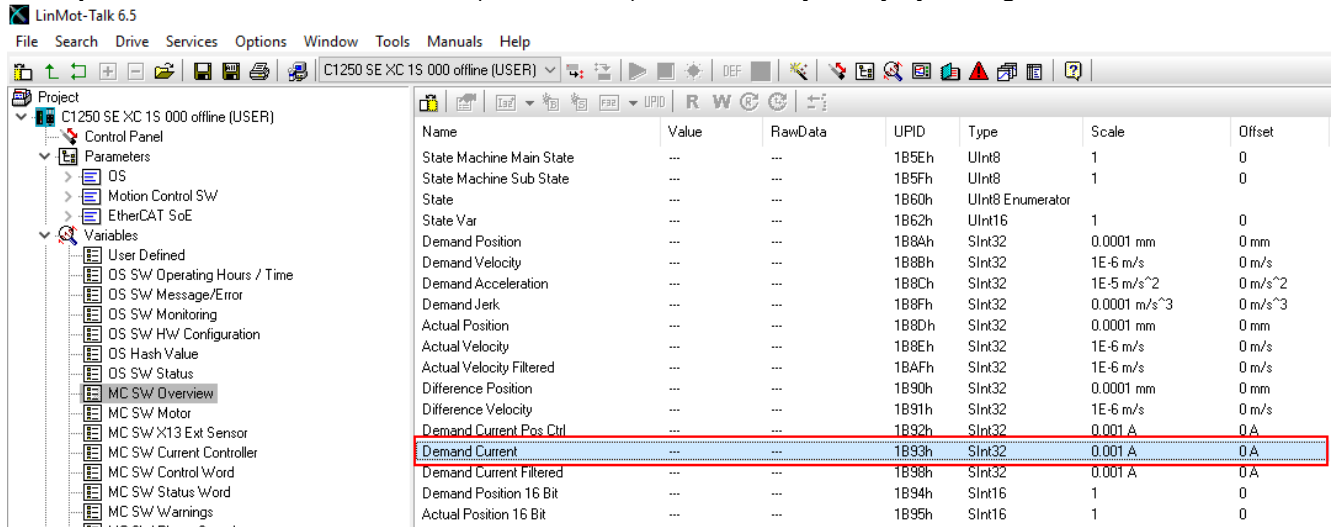 LinMot-Talk 6.5
File Search Drive Services Options Window Tools Manuals Help
C1250 SE XC 1S 000 offline (USER) DEF
Project
C1250 SE XC 1S 000 offline (USER)
Control Panel
Parameters
OS
Motion Control SW
EtherCAT SoE
Variables
User Defined
OS SW Operating Hours / Time
OS SW Message/Error
OS SW Monitoring
OS SW HW Configuration
OS Hash Value
OS SW Status
MC SW Overview
MC SW Motor
MC SW X13 Ext Sensor
MC SW Current Controller
MC SW Control Word
MC SW Status Word
MC SW Warnings
UPID R W
Name Value RawData UPID Type Scale Offset
State Machine Main State --- --- 1B5Eh UInt8 1 0
State Machine Sub State --- --- 1B5Fh UInt8 1 0
State --- --- 1B60h UInt8 Enumerator
State Var --- --- 1B62h UInt16 1 0
Demand Position --- --- 1B8Ah SInt32 0.0001 mm 0 mm
Demand Velocity --- --- 1B8Bh SInt32 1E-6 m/s 0 m/s
Demand Acceleration --- --- 1B8Ch SInt32 1E-5 m/s^2 0 m/s^2
Demand Jerk --- --- 1B8Fh SInt32 0.0001 m/s^3 0 m/s^3
Actual Position --- --- 1B8Dh SInt32 0.0001 mm 0 mm
Actual Velocity --- --- 1B8Eh SInt32 1E-6 m/s 0 m/s
Actual Velocity Filtered --- --- 1BAFh SInt32 1E-6 m/s 0 m/s
Difference Position --- --- 1B90h SInt32 0.0001 mm 0 mm
Difference Velocity --- --- 1B91h SInt32 1E-6 m/s 0 m/s
Demand Current Pos Ctrl --- --- 1B92h SInt32 0.001 A 0 A
Demand Current --- --- 1B93h SInt32 0.001 A 0 A
Demand Current Filtered --- --- 1B98h SInt32 0.001 A 0 A
Demand Position 16 Bit --- --- 1B94h SInt16 1 0
Actual Position 16 Bit --- --- 1B95h SInt16 1 0